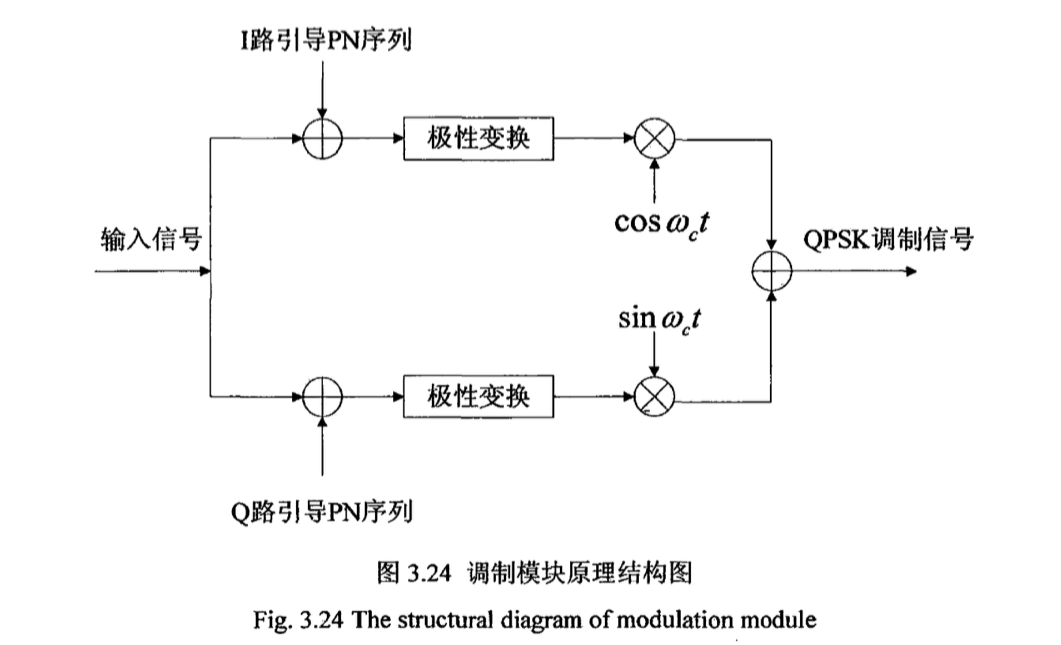 I路引导PN序列
极性变换
cos ω_c t
输入信号
QPSK调制信号
sin ω_c t
极性变换
Q路引导PN序列
图 3.24 调制模块原理结构图
Fig. 3.24 The structural diagram of modulation module